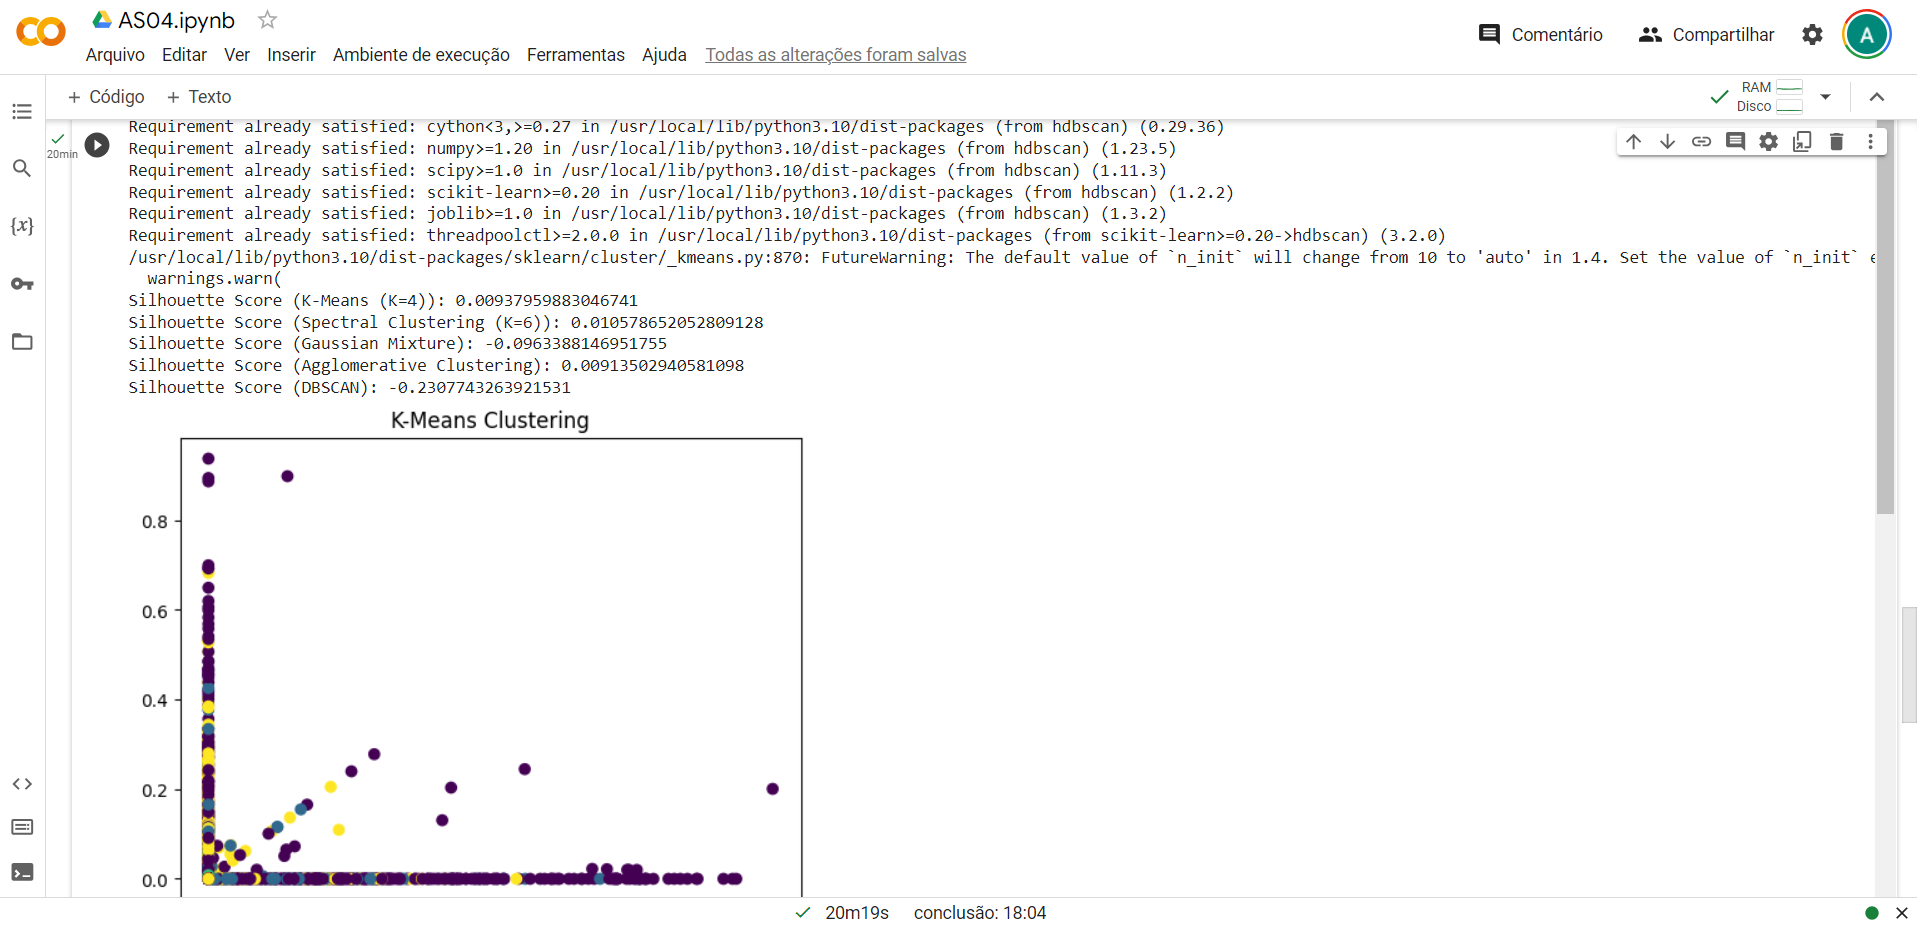 AS04.ipynb
Arquivo Editar Ver Inserir Ambiente de execução Ferramentas Ajuda Todas as alterações foram salvas
Comentário
Compartilhar
A
+ Código + Texto
RAM
Disco
20min
{x}
Requirement already satisfied: cython<3,>=0.27 in /usr/local/lib/python3.10/dist-packages (from hdbscan) (0.29.36)
Requirement already satisfied: numpy>=1.20 in /usr/local/lib/python3.10/dist-packages (from hdbscan) (1.23.5)
Requirement already satisfied: scipy>=1.0 in /usr/local/lib/python3.10/dist-packages (from hdbscan) (1.11.3)
Requirement already satisfied: scikit-learn>=0.20 in /usr/local/lib/python3.10/dist-packages (from hdbscan) (1.2.2)
Requirement already satisfied: joblib>=1.0 in /usr/local/lib/python3.10/dist-packages (from hdbscan) (1.3.2)
Requirement already satisfied: threadpoolctl>=2.0.0 in /usr/local/lib/python3.10/dist-packages (from scikit-learn>=0.20->hdbscan) (3.2.0)
/usr/local/lib/python3.10/dist-packages/sklearn/cluster/_kmeans.py:870: FutureWarning: The default value of `n_init` will change from 10 to 'auto' in 1.4. Set the value of `n_init` e
warnings.warn(
Silhouette Score (K-Means (K=4)): 0.00937959883046741
Silhouette Score (Spectral Clustering (K=6)): 0.010578652052809128
Silhouette Score (Gaussian Mixture): -0.0963388146951755
Silhouette Score (Agglomerative Clustering): 0.00913502940581098
Silhouette Score (DBSCAN): -0.2307743263921531
K-Means Clustering
0.8
0.6
0.4
0.2
0.0
20m19s conclusão: 18:04